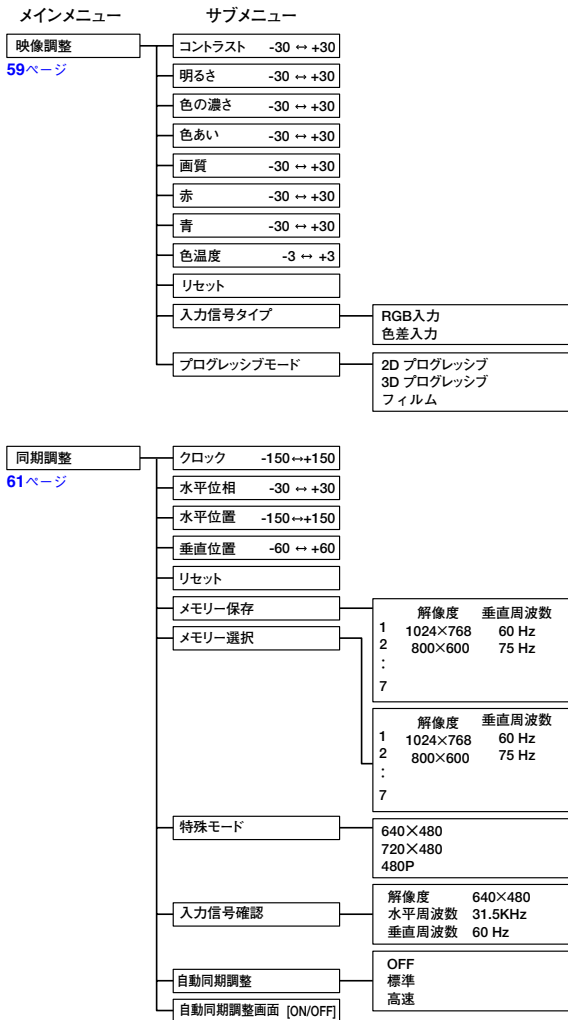 メインメニュー サブメニュー
映像調整
59ページ
コントラスト -30 ↔ +30
明るさ -30 ↔ +30
色の濃さ -30 ↔ +30
色あい -30 ↔ +30
画質 -30 ↔ +30
赤 -30 ↔ +30
青 -30 ↔ +30
色温度 -3 ↔ +3
リセット
入力信号タイプ
RGB入力
色差入力
プログレッシブモード
2D プログレッシブ
3D プログレッシブ
フィルム
同期調整
61ページ
クロック -150↔+150
水平位相 -30 ↔ +30
水平位置 -150↔+150
垂直位置 -60 ↔ +60
リセット
メモリー保存
解像度 垂直周波数
1 1024×768 60 Hz
2 800×600 75 Hz
:
7
メモリー選択
解像度 垂直周波数
1 1024×768 60 Hz
2 800×600 75 Hz
:
7
特殊モード
640×480
720×480
480P
入力信号確認
解像度 640×480
水平周波数 31.5KHz
垂直周波数 60 Hz
自動同期調整
OFF
標準
高速
自動同期調整画面 [ON/OFF]